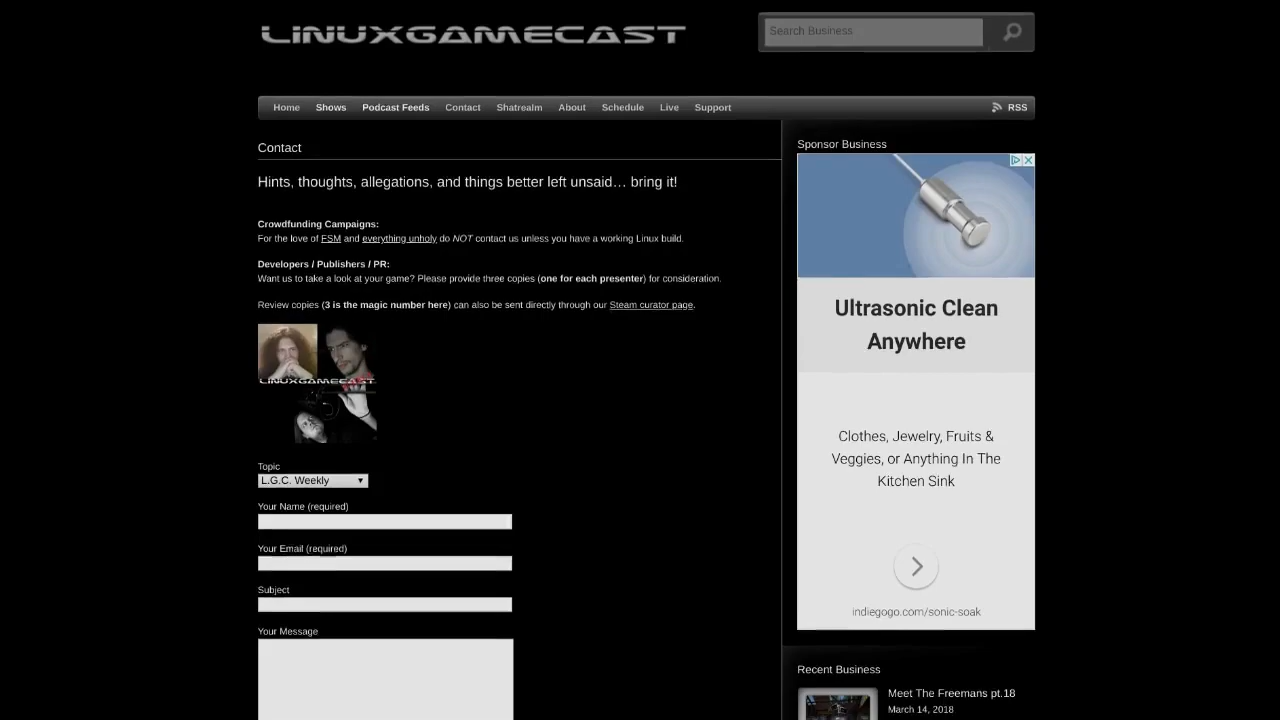 LINUXGAMECAST
Search Business
Home Shows Podcast Feeds Contact Shatrealm About Schedule Live Support RSS
Contact
Hints, thoughts, allegations, and things better left unsaid… bring it!
Crowdfunding Campaigns:
For the love of FSM and everything unholy do NOT contact us unless you have a working Linux build.
Developers / Publishers / PR:
Want us to take a look at your game? Please provide three copies (one for each presenter) for consideration.
Review copies (3 is the magic number here) can also be sent directly through our Steam curator page.
LINUXGAMECAST
Topic
L.G.C. Weekly
Your Name (required)
Your Email (required)
Subject
Your Message
Sponsor Business
Ultrasonic Clean
Anywhere
Clothes, Jewelry, Fruits &
Veggies, or Anything In The
Kitchen Sink
indiegogo.com/sonic-soak
Recent Business
Meet The Freemans pt.18
March 14, 2018